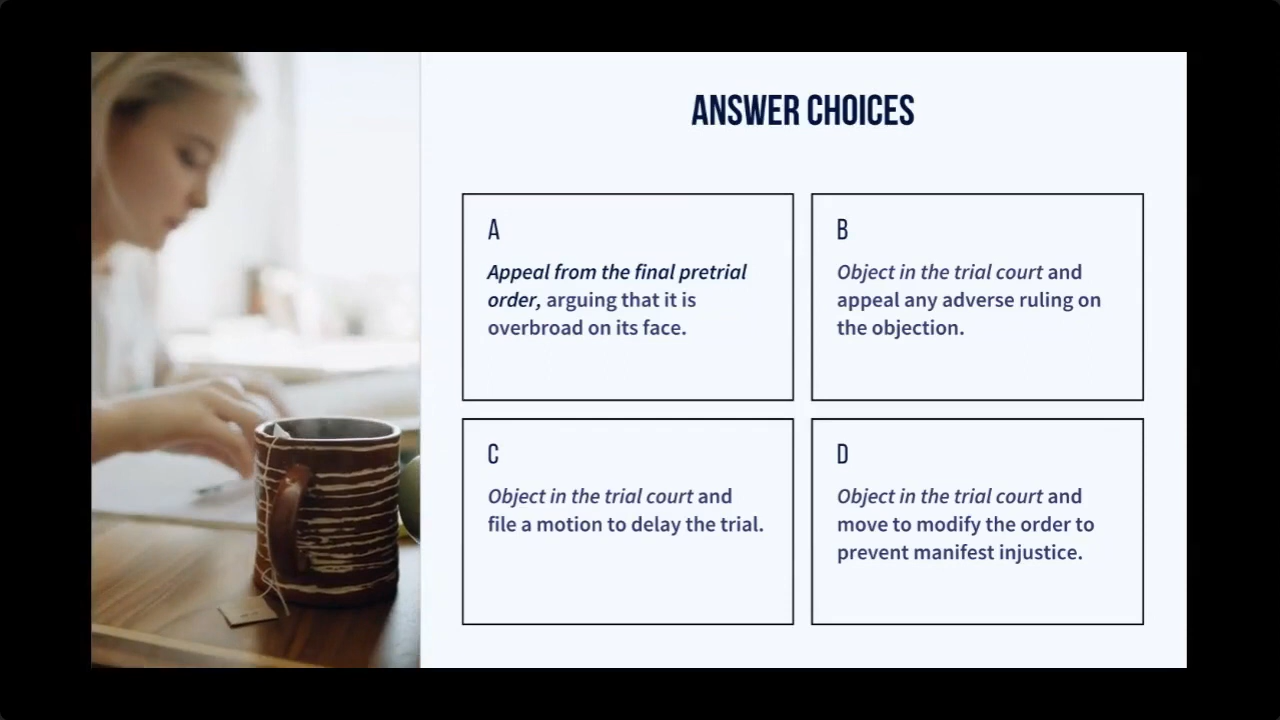 ANSWER CHOICES
A
Appeal from the final pretrial
order, arguing that it is
overbroad on its face.
B
Object in the trial court and
appeal any adverse ruling on
the objection.
C
Object in the trial court and
file a motion to delay the trial.
D
Object in the trial court and
move to modify the order to
prevent manifest injustice.